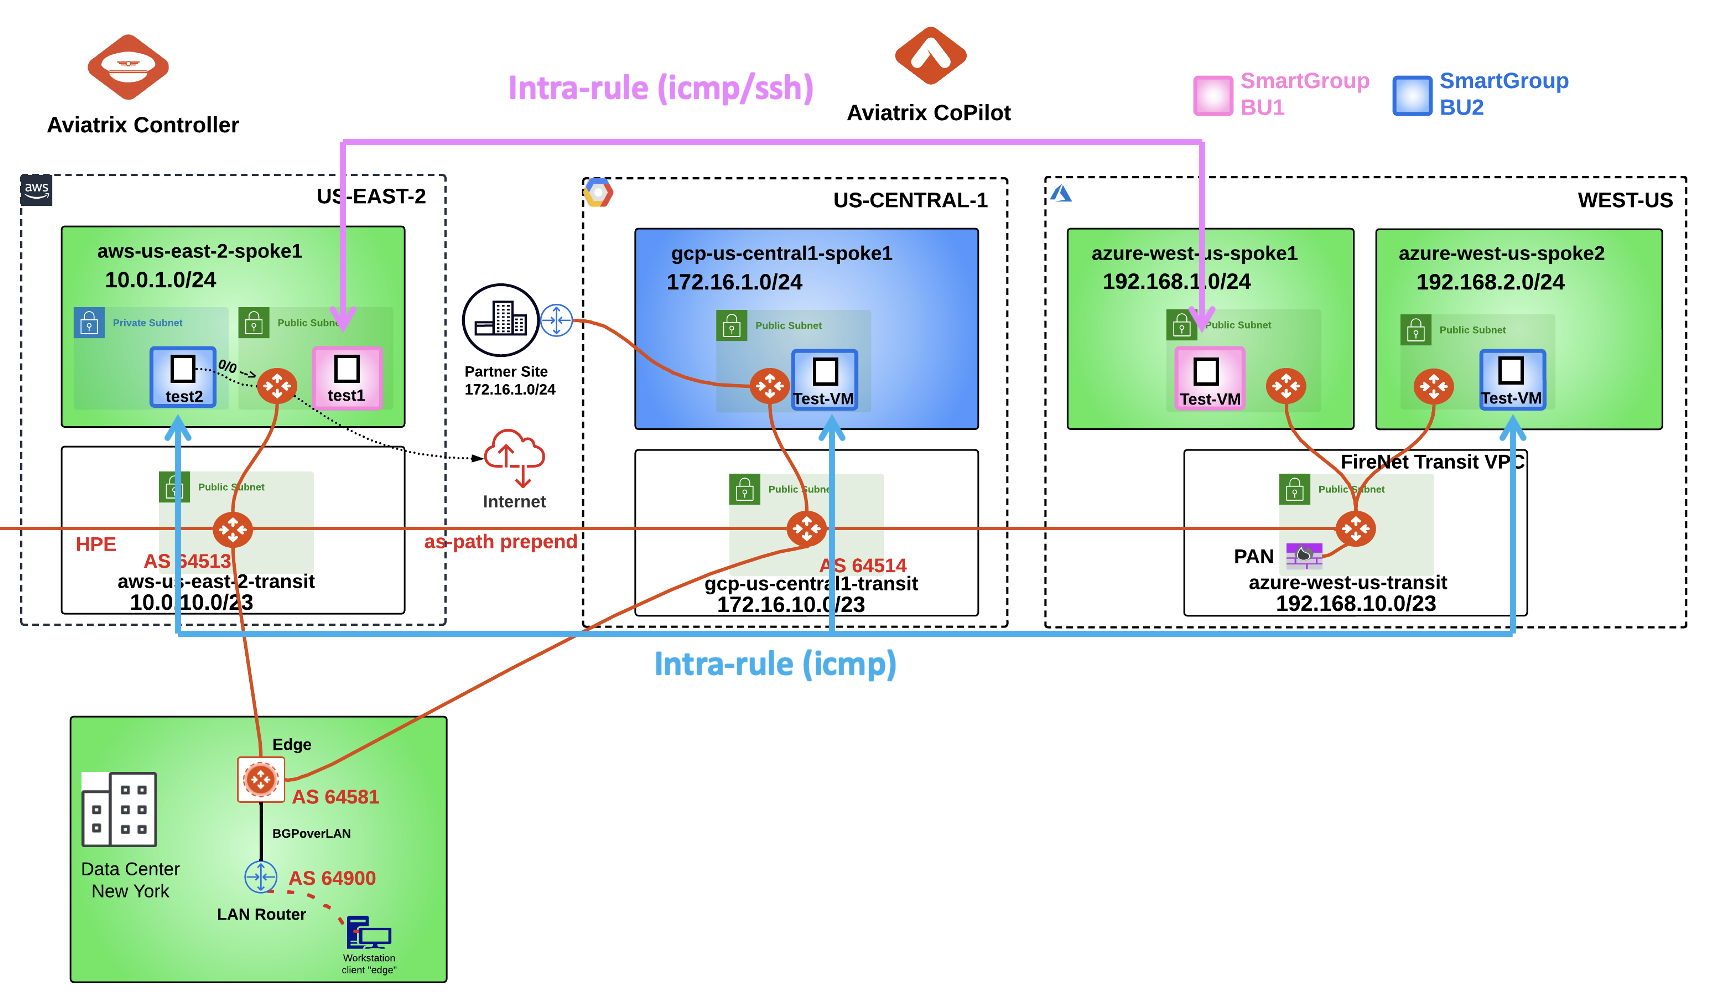 Aviatrix Controller
Intra-rule (icmp/ssh)
Aviatrix CoPilot
SmartGroup
BU1
SmartGroup
BU2
aws
US-EAST-2
aws-us-east-2-spoke1
10.0.1.0/24
Private Subnet
Public Subnet
0/0 -->
test2
test1
Public Subnet
HPE
AS 64513
aws-us-east-2-transit
10.0.10.0/23
Partner Site
172.16.1.0/24
Internet
as-path prepend
US-CENTRAL-1
gcp-us-central1-spoke1
172.16.1.0/24
Public Subnet
Test-VM
Public Subnet
AS 64514
gcp-us-central1-transit
172.16.10.0/23
WEST-US
azure-west-us-spoke1
192.168.1.0/24
Public Subnet
Test-VM
azure-west-us-spoke2
192.168.2.0/24
Public Subnet
Test-VM
FireNet Transit VPC
Public Subnet
PAN
azure-west-us-transit
192.168.10.0/23
Intra-rule (icmp)
Edge
AS 64581
BGPoverLAN
Data Center
New York
AS 64900
LAN Router
Workstation
client "edge"